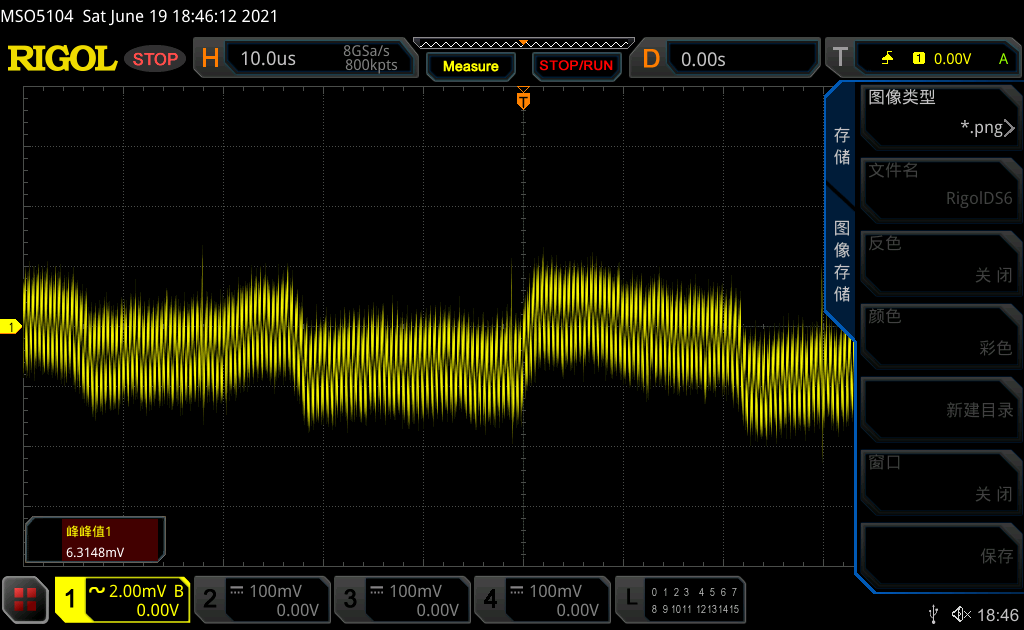 MSO5104 Sat June 19 18:46:12 2021
RIGOL STOP H 10.0us 8GSa/s 800kpts Measure STOP/RUN D 0.00s T 1 0.00V A
T
存储
图像存储
图像类型
*.png
文件名
RigolDS6
反色
关闭
颜色
彩色
新建目录
窗口
关闭
保存
1
峰峰值1
6.3148mV
1 2.00mV B
0.00V
2 100mV
0.00V
3 100mV
0.00V
4 100mV
0.00V
L 0 1 2 3 4 5 6 7
8 9 10 11 12 13 14 15
18:46